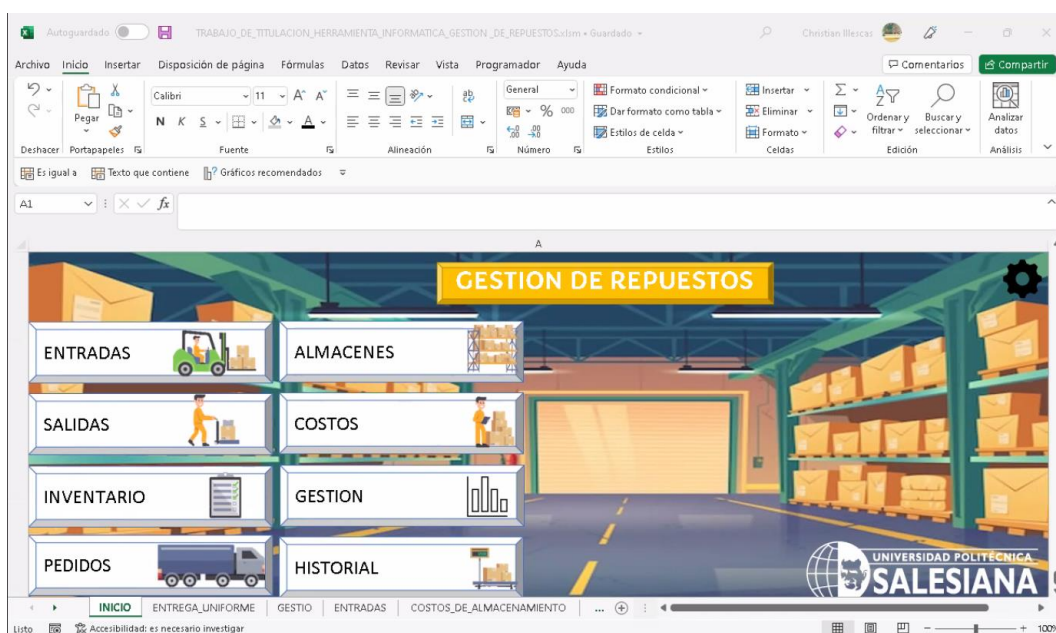 Autoguardado
TRABAJO_DE_TITULACION_HERRAMIENTA_INFORMATICA_GESTION _DE_REPUESTOS.xlsm • Guardado
Christian Illescas
Archivo Inicio Insertar Disposición de página Fórmulas Datos Revisar Vista Programador Ayuda
Comentarios Compartir
Pegar
Calibri 11 A^ A˅
General
Formato condicional
Insertar
Σ
N K S
A
% 000
Dar formato como tabla
Eliminar
Ordenar y filtrar
Buscar y seleccionar
Analizar datos
Estilos de celda
Formato
Deshacer Portapapeles Fuente Alineación Número Estilos Celdas Edición Análisis
Es igual a Texto que contiene Gráficos recomendados
A1 fx
A
GESTION DE REPUESTOS
ENTRADAS ALMACENES
SALIDAS COSTOS
INVENTARIO GESTION
PEDIDOS HISTORIAL
UNIVERSIDAD POLITÉCNICA
SALESIANA
INICIO ENTREGA_UNIFORME GESTIO ENTRADAS COSTOS_DE_ALMACENAMIENTO ...
Listo Accesibilidad: es necesario investigar 100%